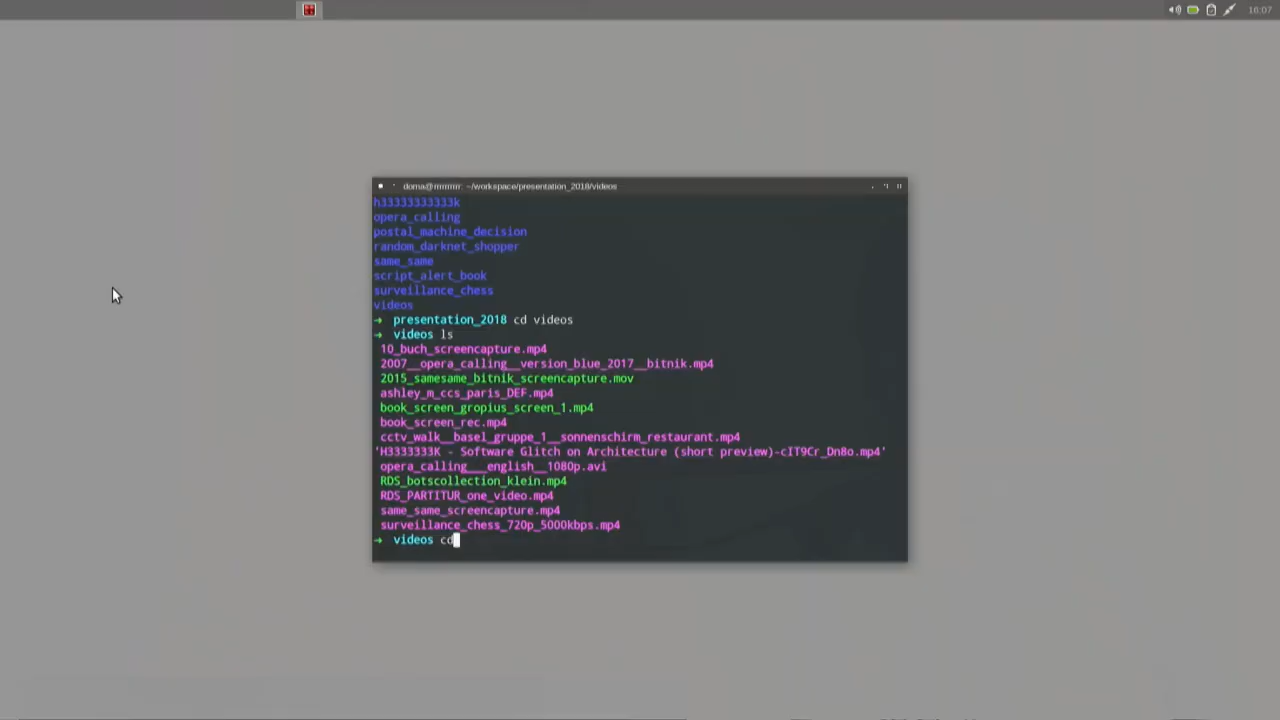 16:07
doma@rrrrrrr: ~/workspace/presentation_2018/videos
h33333333333k
opera_calling
postal_machine_decision
random_darknet_shopper
same_same
script_alert_book
surveillance_chess
videos
→ presentation_2018 cd videos
→ videos ls
10_buch_screencapture.mp4
2007__opera_calling__version_blue_2017__bitnik.mp4
2015_samesame_bitnik_screencapture.mov
ashley_m_ccs_paris_DEF.mp4
book_screen_gropius_screen_1.mp4
book_screen_rec.mp4
cctv_walk__basel_gruppe_1__sonnenschirm_restaurant.mp4
'H3333333K - Software Glitch on Architecture (short preview)-cIT9Cr_Dn8o.mp4'
opera_calling___english__1080p.avi
RDS_botscollection_klein.mp4
RDS_PARTITUR_one_video.mp4
same_same_screencapture.mp4
surveillance_chess_720p_5000kbps.mp4
→ videos cd